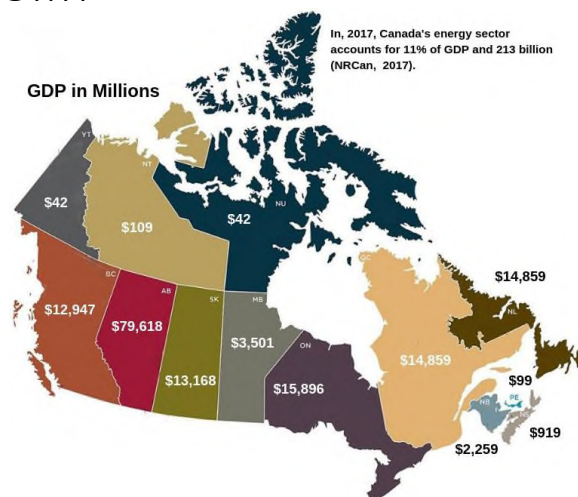 In, 2017, Canada's energy sector
accounts for 11% of GDP and 213 billion
(NRCan, 2017).
GDP in Millions
YT
NT
$42
$109
NU
$42
BC
AB
SK
MB
$12,947
$79,618
$13,168
$3,501
ON
$15,896
QC
$14,859
$14,859
NL
$99
PE
NB
NS
$919
$2,259